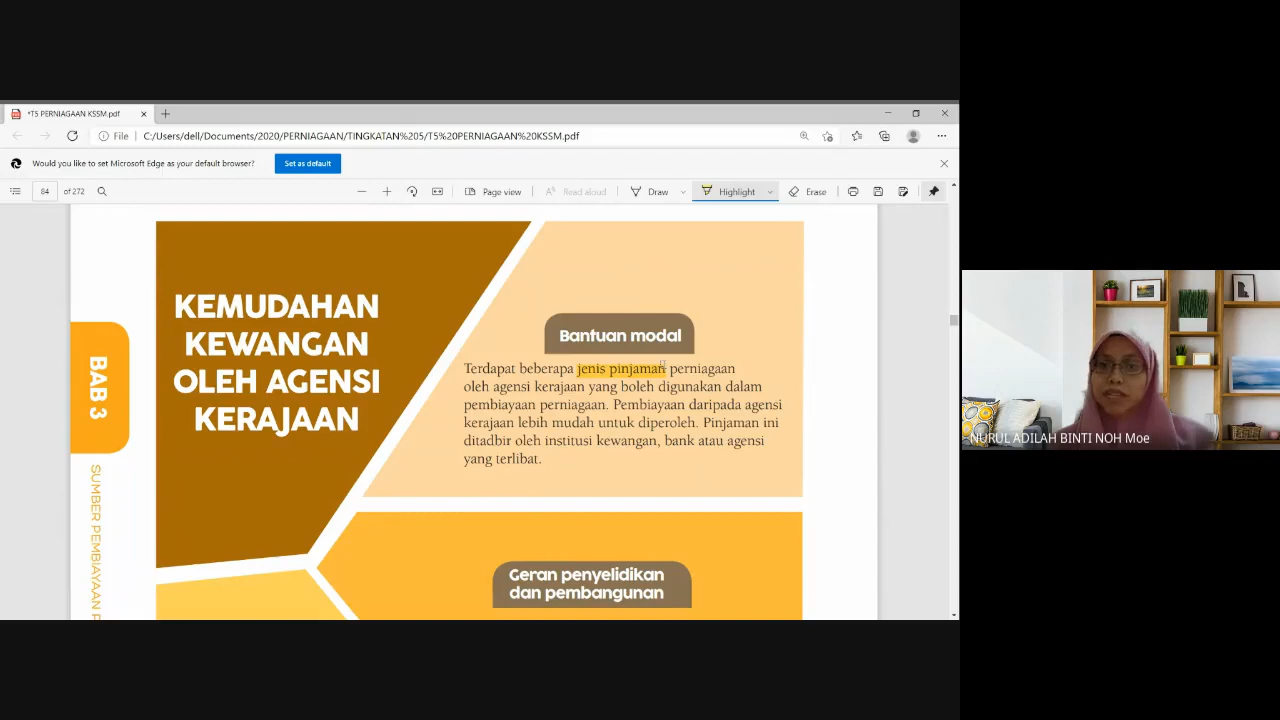 *T5 PERNIAGAAN KSSM.pdf
File
C:/Users/dell/Documents/2020/PERNIAGAAN/TINGKATAN%205/T5%20PERNIAGAAN%20KSSM.pdf
Would you like to set Microsoft Edge as your default browser?
Set as default
84
of 272
Page view
Read aloud
Draw
Highlight
Erase
KEMUDAHAN
KEWANGAN
OLEH AGENSI
KERAJAAN
BAB 3
SUMBER PEMBIAYAAN
Bantuan modal
Terdapat beberapa jenis pinjaman perniagaan
oleh agensi kerajaan yang boleh digunakan dalam
pembiayaan perniagaan. Pembiayaan daripada agensi
kerajaan lebih mudah untuk diperoleh. Pinjaman ini
ditadbir oleh institusi kewangan, bank atau agensi
yang terlibat.
Geran penyelidikan
dan pembangunan
NURUL ADILAH BINTI NOH Moe